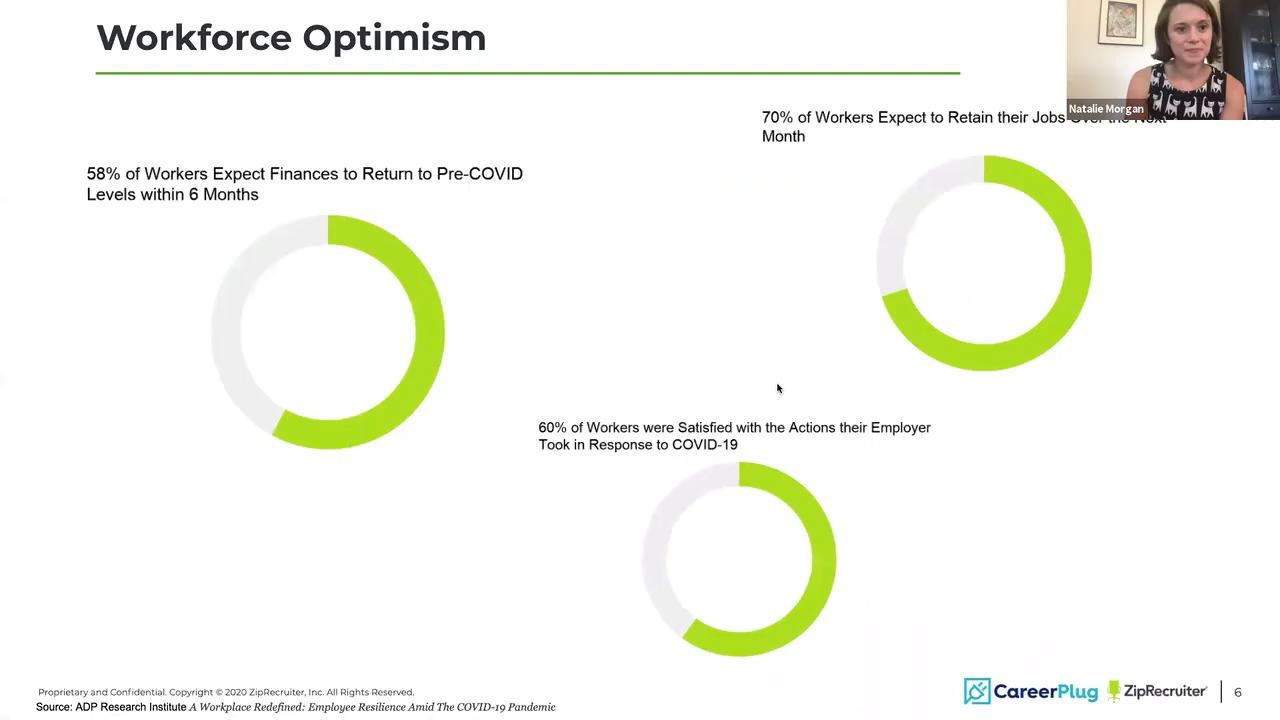 Workforce Optimism
Natalie Morgan
70% of Workers Expect to Retain their Jobs Over the Next
Month
58% of Workers Expect Finances to Return to Pre-COVID
Levels within 6 Months
60% of Workers were Satisfied with the Actions their Employer
Took in Response to COVID-19
Proprietary and Confidential. Copyright © 2020 ZipRecruiter, Inc. All Rights Reserved.
Source: ADP Research Institute A Workplace Redefined: Employee Resilience Amid The COVID-19 Pandemic
CareerPlug ZipRecruiter® 6